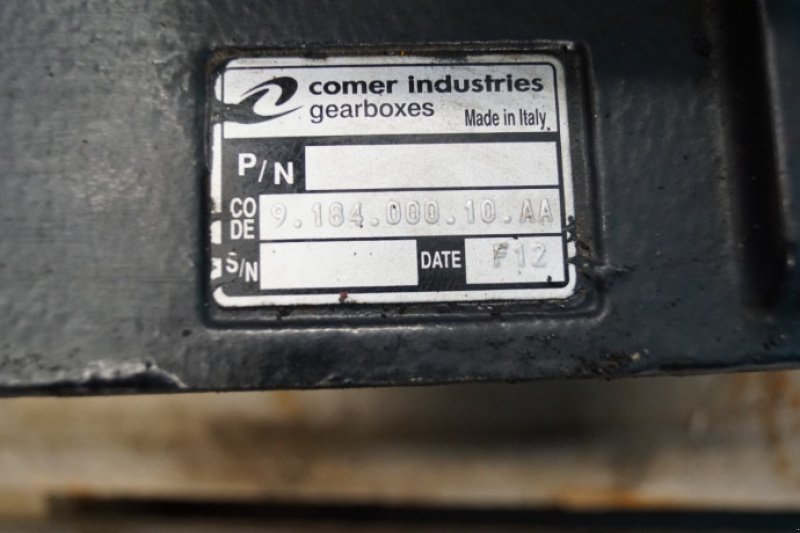 comer industries
gearboxes Made in Italy.
P/N
CODE 9.184.000.10.AA
S/N DATE F12